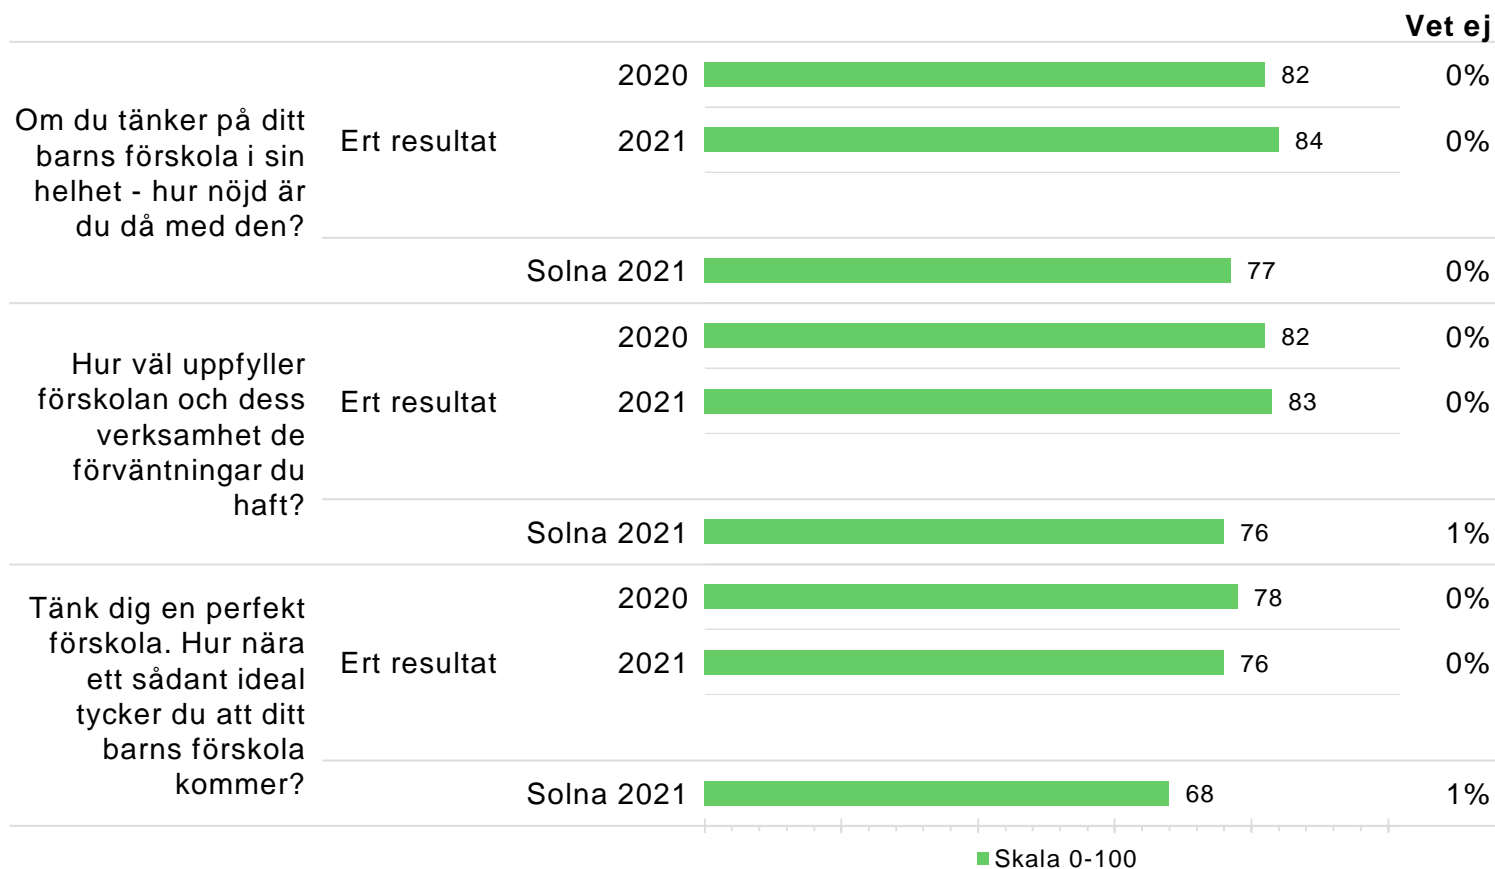 Vet ej
2020 82 0%
Om du tänker på ditt
barns förskola i sin
helhet - hur nöjd är
du då med den?
Ert resultat 2021 84 0%
Solna 2021 77 0%
2020 82 0%
Hur väl uppfyller
förskolan och dess
verksamhet de
förväntningar du
haft?
Ert resultat 2021 83 0%
Solna 2021 76 1%
2020 78 0%
Tänk dig en perfekt
förskola. Hur nära
ett sådant ideal
tycker du att ditt
barns förskola
kommer?
Ert resultat 2021 76 0%
Solna 2021 68 1%
Skala 0-100